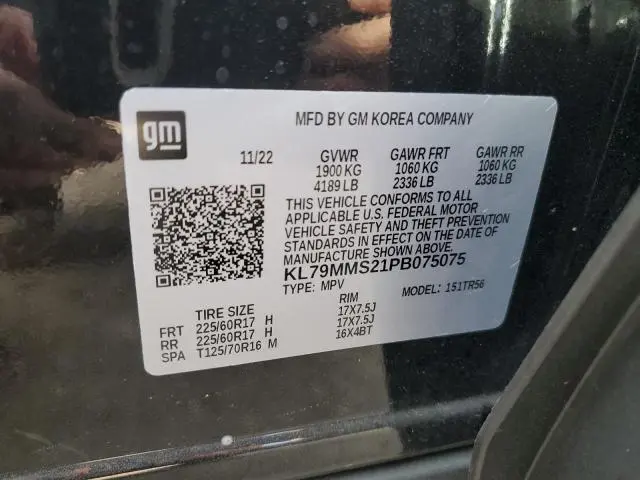 gm
MFD BY GM KOREA COMPANY
11/22 GVWR GAWR FRT GAWR RR
1900 KG 1060 KG 1060 KG
4189 LB 2336 LB 2336 LB
THIS VEHICLE CONFORMS TO ALL
APPLICABLE U.S. FEDERAL MOTOR
VEHICLE SAFETY AND THEFT PREVENTION
STANDARDS IN EFFECT ON THE DATE OF
MANUFACTURE SHOWN ABOVE.
KL79MMS21PB075075
TYPE: MPV MODEL: 1S1TR56
TIRE SIZE RIM
FRT 225/60R17 H 17X7.5J
RR 225/60R17 H 17X7.5J
SPA T125/70R16 M 16X4BT